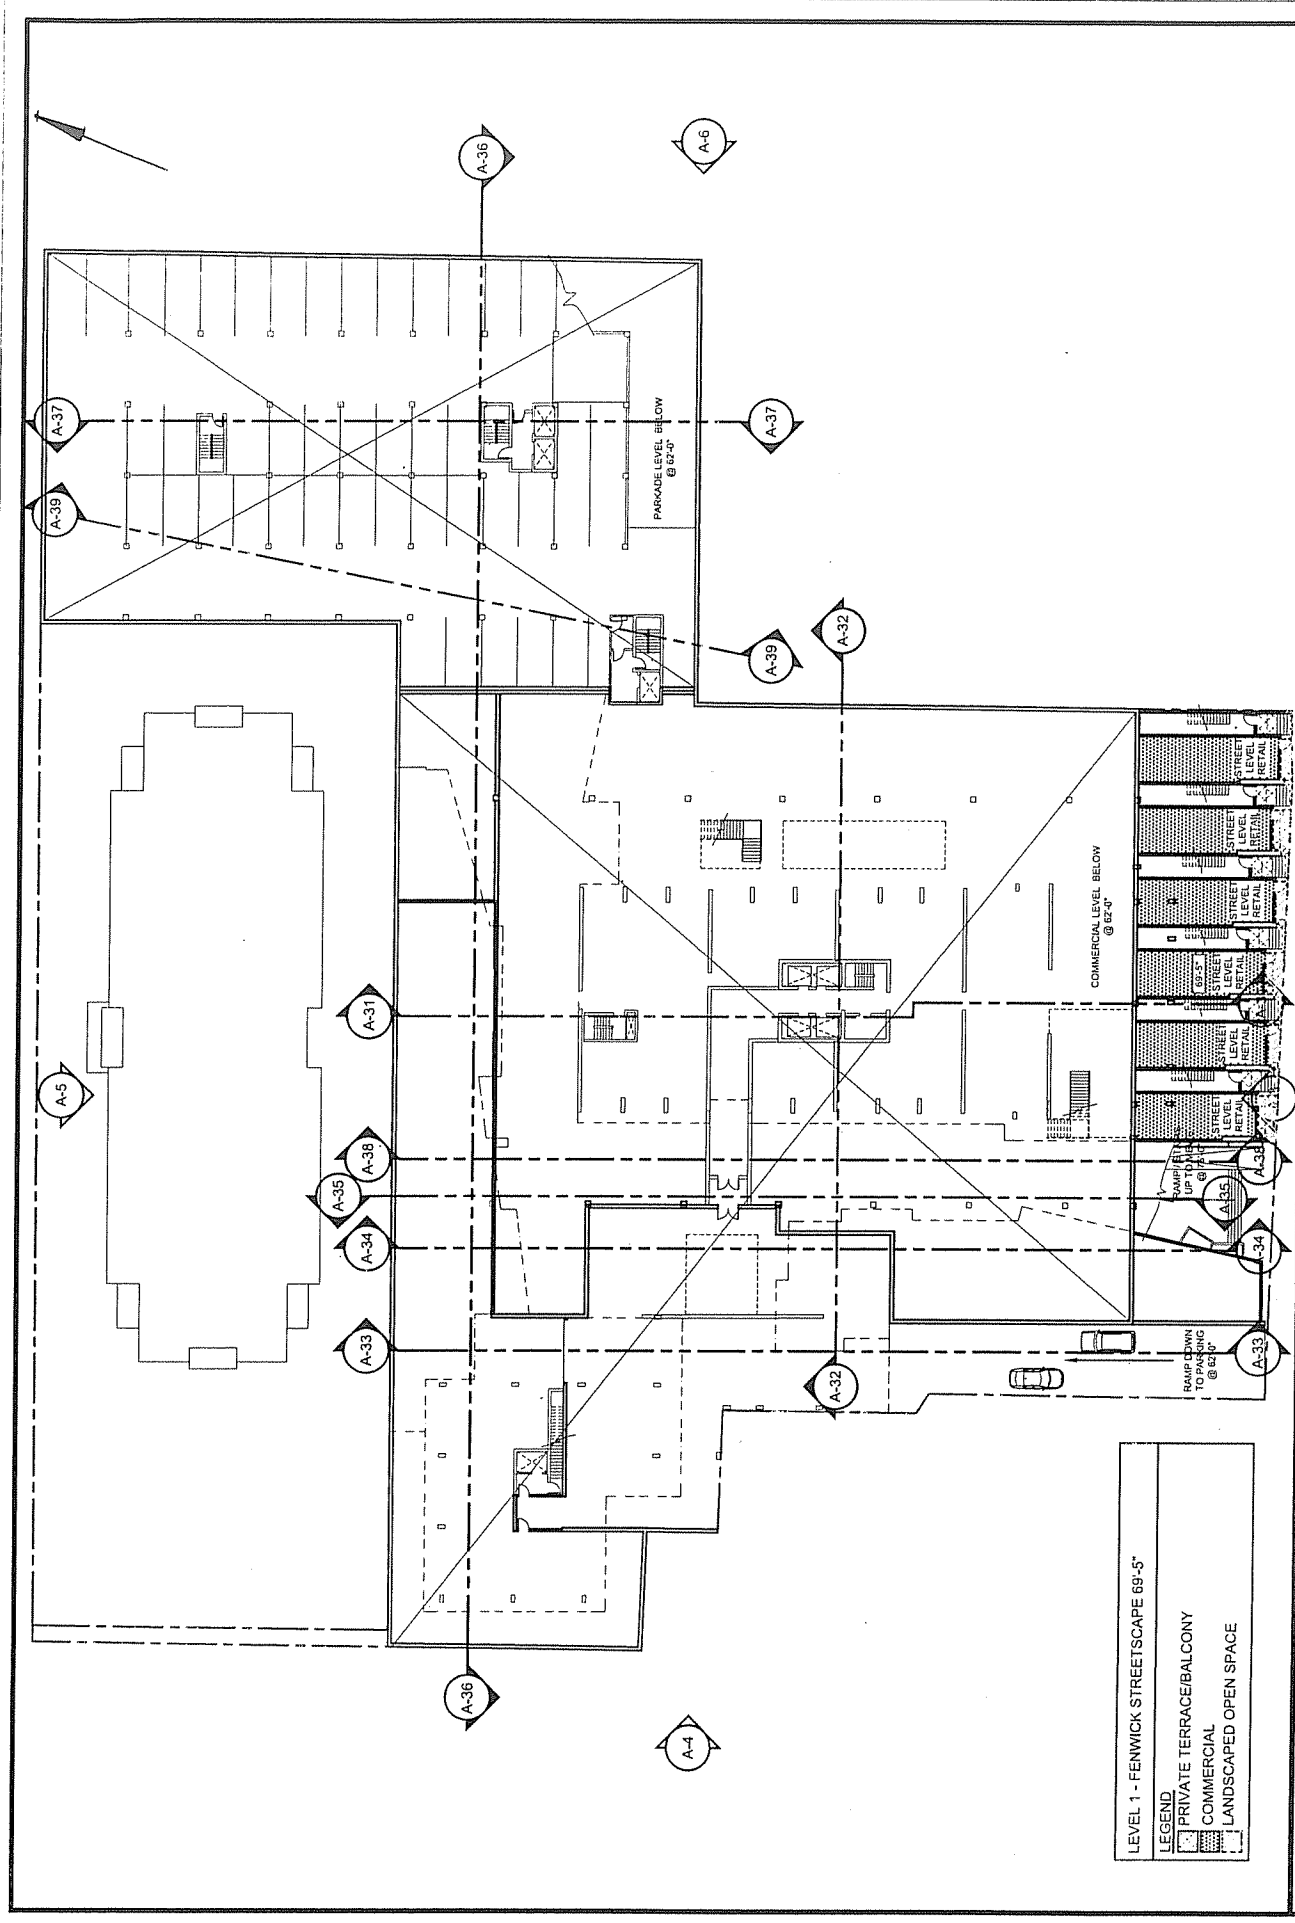 A-37
A-39
A-5
A-36
A-6
A-37
PARKADE LEVEL BELOW
@ 62'-0"
A-39
A-32
A-31
A-38
A-35
A-34
A-33
COMMERCIAL LEVEL BELOW
@ 62'-0"
STREET
LEVEL
RETAIL
STREET
LEVEL
RETAIL
STREET
LEVEL
RETAIL
69'-5"
STREET
LEVEL
RETAIL
STREET
LEVEL
RETAIL
STREET
LEVEL
RETAIL
UP TO
A-38
A-35
A-34
A-33
RAMP DOWN
TO PARKING
@ 62'-0"
A-32
A-36
A-4
LEVEL 1 - FENWICK STREETSCAPE 69'-5"
LEGEND
PRIVATE TERRACE/BALCONY
COMMERCIAL
LANDSCAPED OPEN SPACE